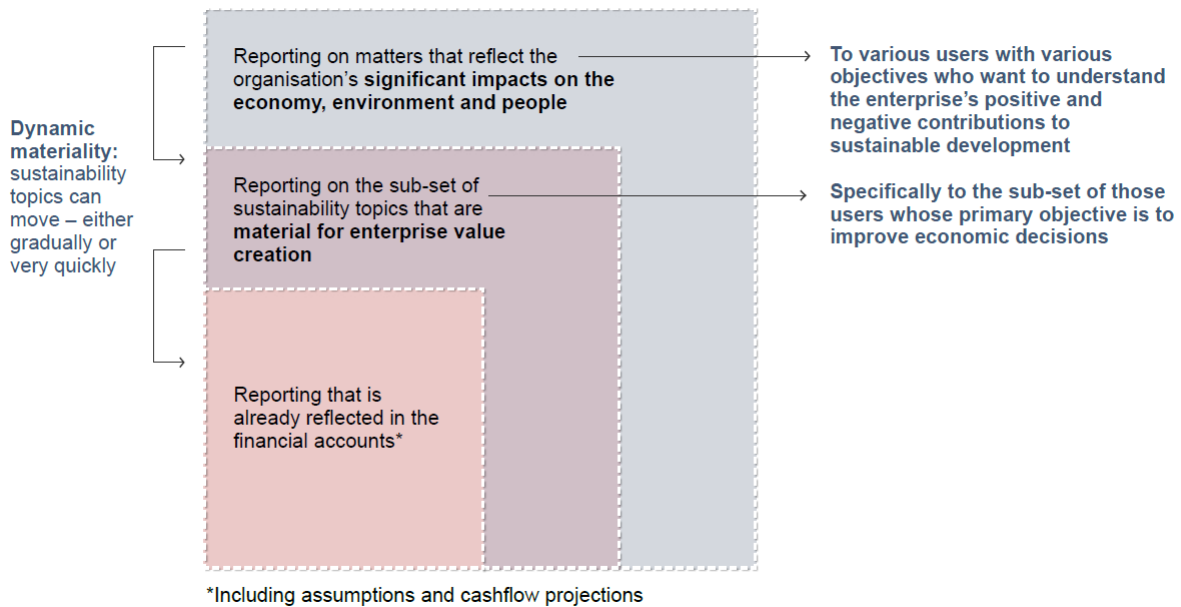 Dynamic
materiality:
sustainability
topics can
move – either
gradually or
very quickly
Reporting on matters that reflect the
organisation’s significant impacts on the
economy, environment and people
To various users with various
objectives who want to understand
the enterprise’s positive and
negative contributions to
sustainable development
Reporting on the sub-set of
sustainability topics that are
material for enterprise value
creation
Specifically to the sub-set of those
users whose primary objective is to
improve economic decisions
Reporting that is
already reflected in the
financial accounts*
*Including assumptions and cashflow projections